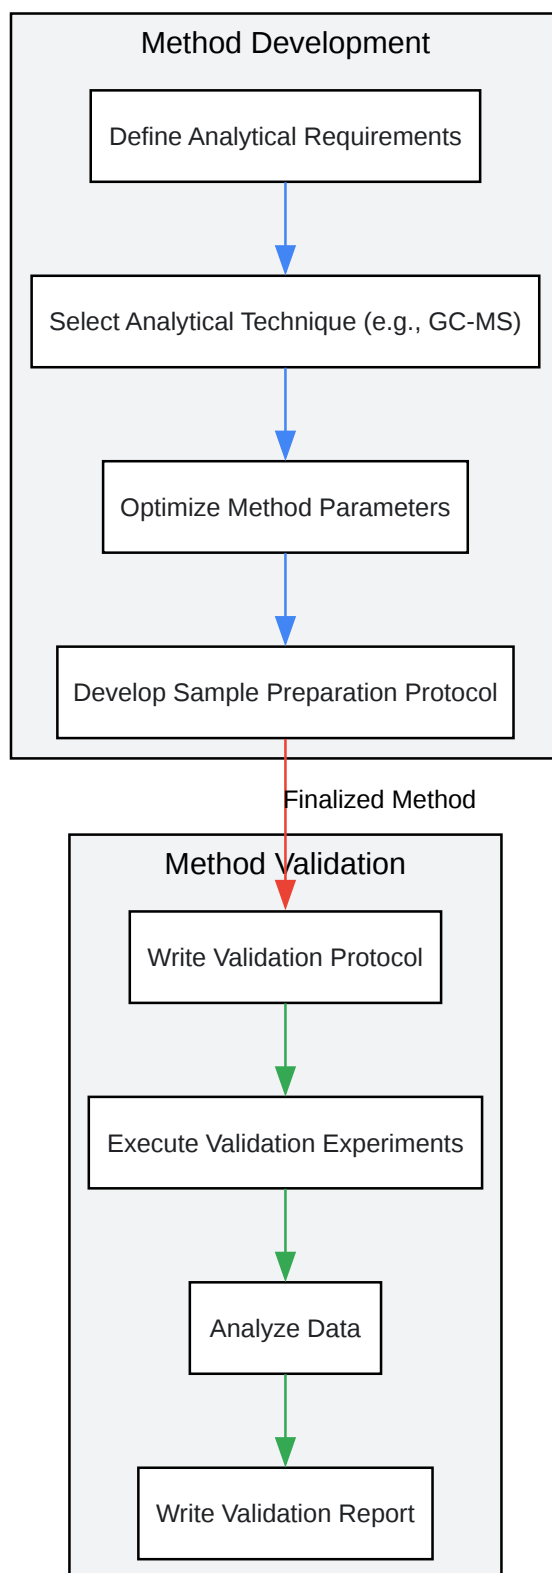 Method Development
Define Analytical Requirements
Select Analytical Technique (e.g., GC-MS)
Optimize Method Parameters
Develop Sample Preparation Protocol
Finalized Method
Method Validation
Write Validation Protocol
Execute Validation Experiments
Analyze Data
Write Validation Report